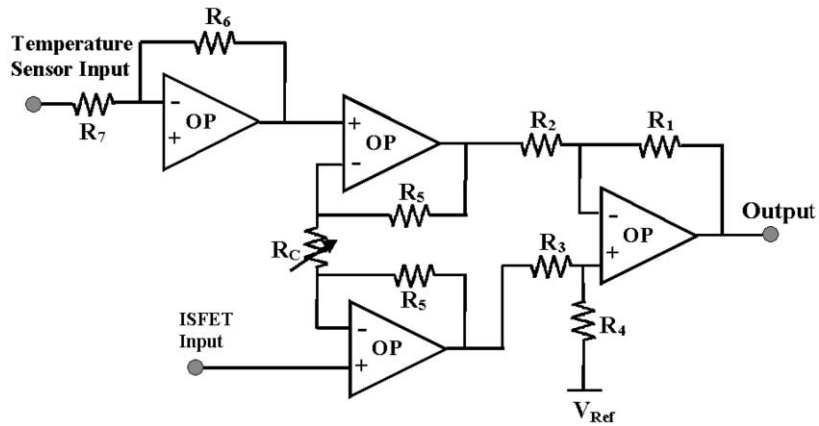 R6
Temperature
Sensor Input
-
OP
+
R7
+
OP
-
R2
R1
R5
-
OP
+
Output
RC
R3
R5
R4
ISFET
Input
-
OP
+
VRef